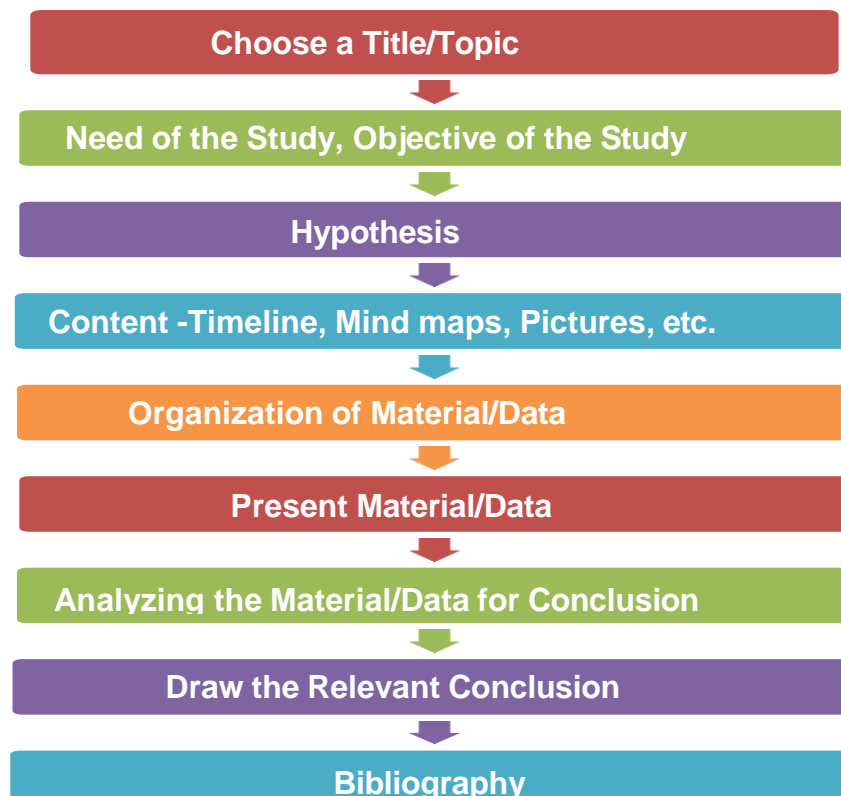 Choose a Title/Topic
Need of the Study, Objective of the Study
Hypothesis
Content -Timeline, Mind maps, Pictures, etc.
Organization of Material/Data
Present Material/Data
Analyzing the Material/Data for Conclusion
Draw the Relevant Conclusion
Bibliography